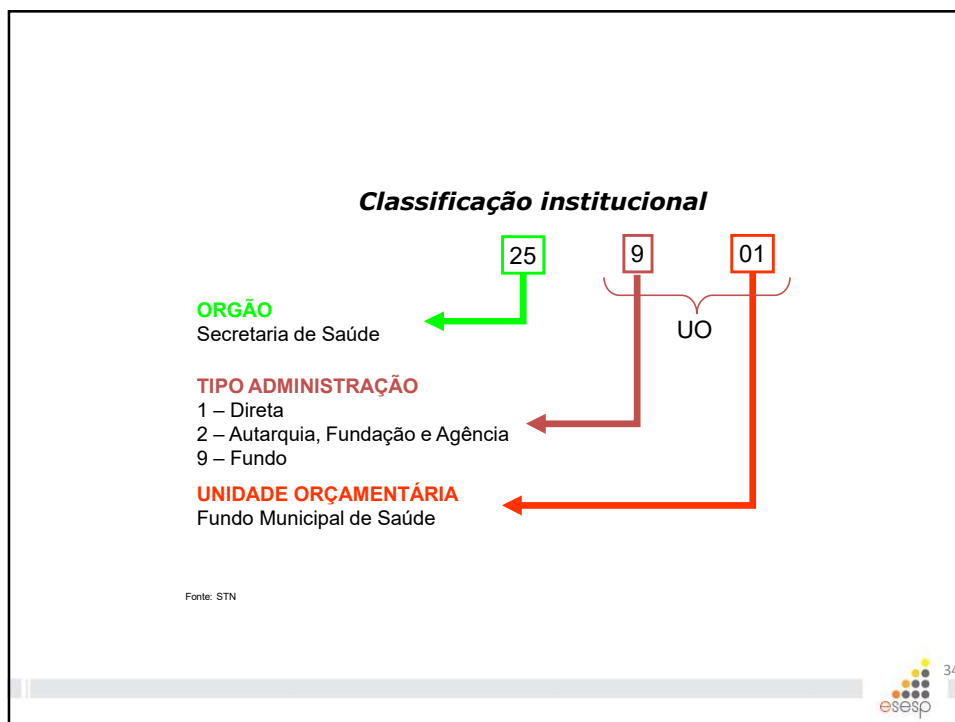 Classificação institucional
25 9 01
UO
ORGÃO
Secretaria de Saúde
TIPO ADMINISTRAÇÃO
1 – Direta
2 – Autarquia, Fundação e Agência
9 – Fundo
UNIDADE ORÇAMENTÁRIA
Fundo Municipal de Saúde
Fonte: STN
34
esesp